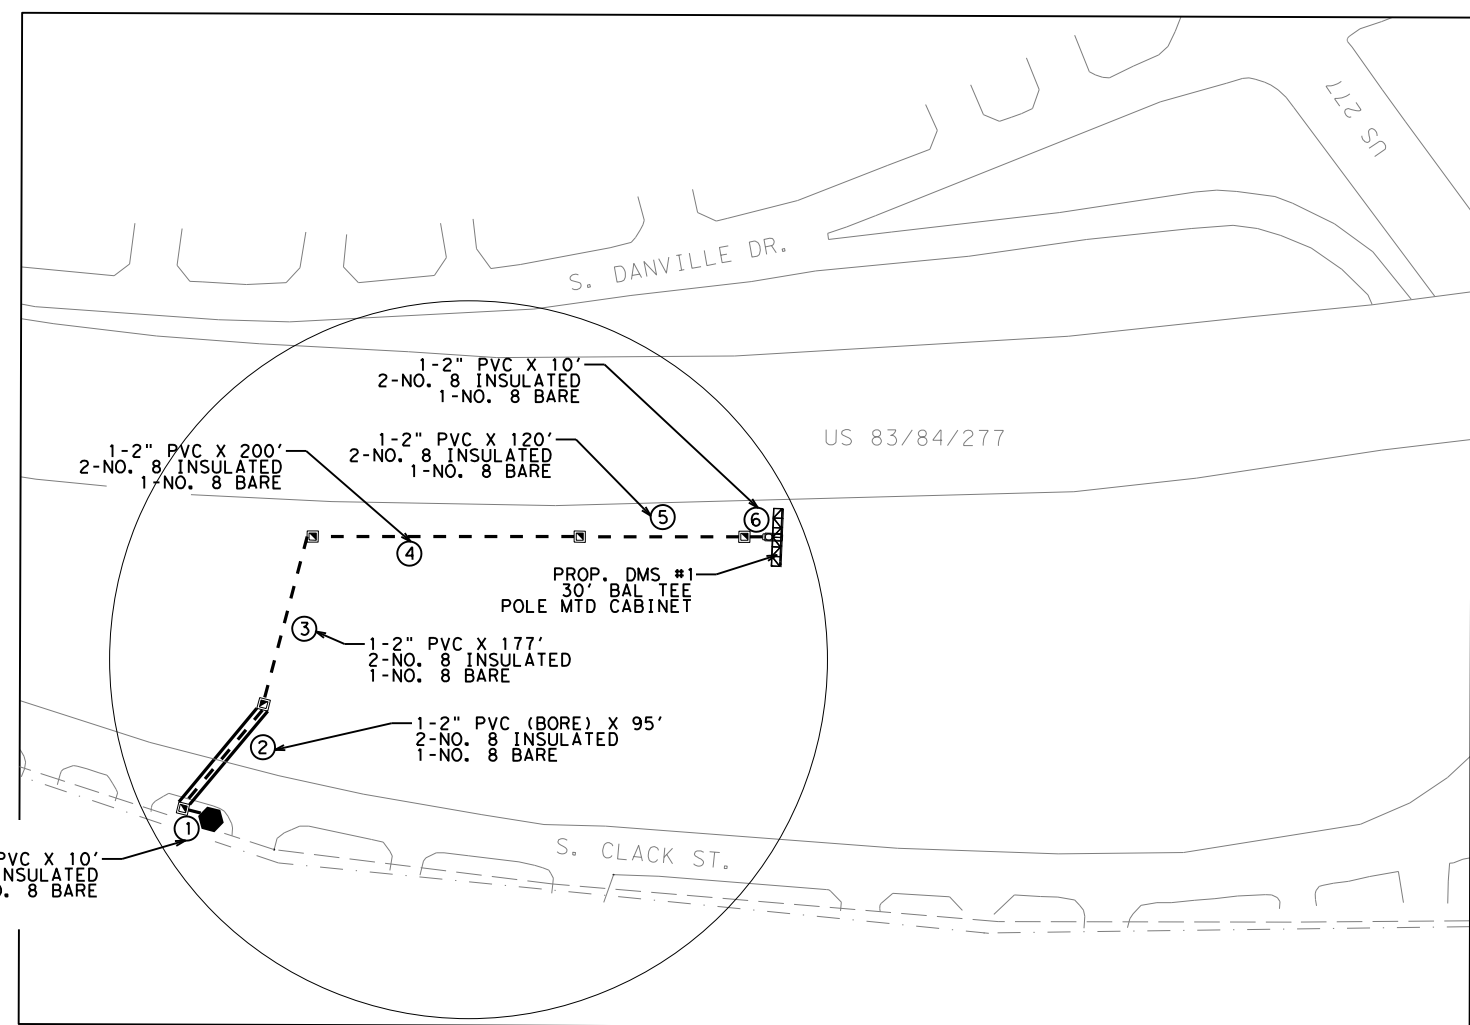 US 277
S. DANVILLE DR.
1-2" PVC X 10'
2-NO. 8 INSULATED
1-NO. 8 BARE
US 83/84/277
1-2" PVC X 200'
2-NO. 8 INSULATED
1-NO. 8 BARE
1-2" PVC X 120'
2-NO. 8 INSULATED
1-NO. 8 BARE
5
6
4
PROP. DMS #1
30' BAL TEE
POLE MTD CABINET
3
1-2" PVC X 177'
2-NO. 8 INSULATED
1-NO. 8 BARE
2
1-2" PVC (BORE) X 95'
2-NO. 8 INSULATED
1-NO. 8 BARE
1
PVC X 10'
NSULATED
. 8 BARE
S. CLACK ST.